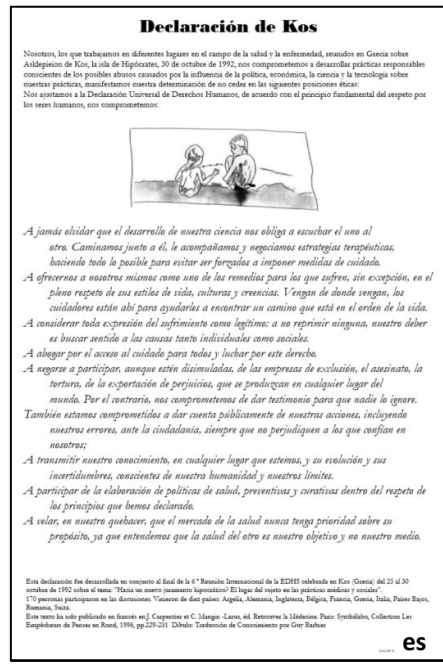 Declaración de Kos
Nosotros, los que trabajamos en diferentes lugares en el campo de la salud y la enfermedad, reunidos en Grecia sobre
Asklepieion de Kos, la isla de Hipócrates, 30 de octubre de 1992, nos comprometemos a desarrollar prácticas responsables
conscientes de los posibles abusos causados por la influencia de la política, económica, la ciencia y la tecnología sobre
nuestras prácticas, manifestamos nuestra determinación de no ceder en las siguientes posiciones éticas:
Nos ajustamos a la Declaración Universal de Derechos Humanos, de acuerdo con el principio fundamental del respeto por
los seres humanos, nos comprometemos:
A jamás olvidar que el desarrollo de nuestra ciencia nos obliga a escuchar el uno al
otro. Caminamos junto a él, le acompañamos y negociamos estrategias terapéuticas,
haciendo todo lo posible para evitar ser forzados a imponer medidas de cuidado.
A ofrecernos a nosotros mismos como uno de los remedios para los que sufren, sin excepción, en el
pleno respeto de sus estilos de vida, culturas y creencias. Vengan de donde vengan, los
cuidadores están ahí para ayudarles a encontrar un camino que está en el orden de la vida.
A considerar toda expresión del sufrimiento como legítimo: a no reprimir ninguna, nuestro deber
es buscar sentido a las causas tanto individuales como sociales.
A abogar por el acceso al cuidado para todos y luchar por este derecho.
A negarse a participar, aunque estén disimuladas, de las empresas de exclusión, el asesinato, la
tortura, de la exportación de perjuicios, que se produzcan en cualquier lugar del
mundo. Por el contrario, nos comprometemos de dar testimonio para que nadie lo ignore.
También estamos comprometidos a dar cuenta públicamente de nuestras acciones, incluyendo
nuestros errores, ante la ciudadanía, siempre que no perjudiquen a los que confían en
nosotros;
A transmitir nuestro conocimiento, en cualquier lugar que estemos, y su evolución y sus
incertidumbres, conscientes de nuestra humanidad y nuestros límites.
A participar de la elaboración de políticas de salud, preventivas y curativas dentro del respeto de
los principios que hemos declarado.
A velar, en nuestro quehacer, que el mercado de la salud nunca tenga prioridad sobre su
propósito, ya que entendemos que la salud del otro es nuestro objetivo y no nuestro medio.
Esta declaración fue desarrollada en conjunto al final de la 6ª Reunión Internacional de la EDHS celebrada en Kos (Grecia) del 25 al 30
de octubre de 1992 sobre el tema: "Hacia un nuevo juramento hipocrático? El lugar del sujeto en las prácticas médicas y sociales".
170 personas participaron en las discusiones. Vinieron de diez países: Argelia, Alemania, Inglaterra, Bélgica, Francia, Grecia, Italia, Países Bajos,
Rumania, Suiza.
Este texto ha sido publicado en francés en J. Carpentier et C. Mangin -Lazrus, éd. Retrouver la Médecine. Paris: Synthélabo, Collection Les
Empêcheurs de Penser en Rond, 1996, pp.229-231 Dibulo: Traducción de Conocimiento por Guy Barbier
es